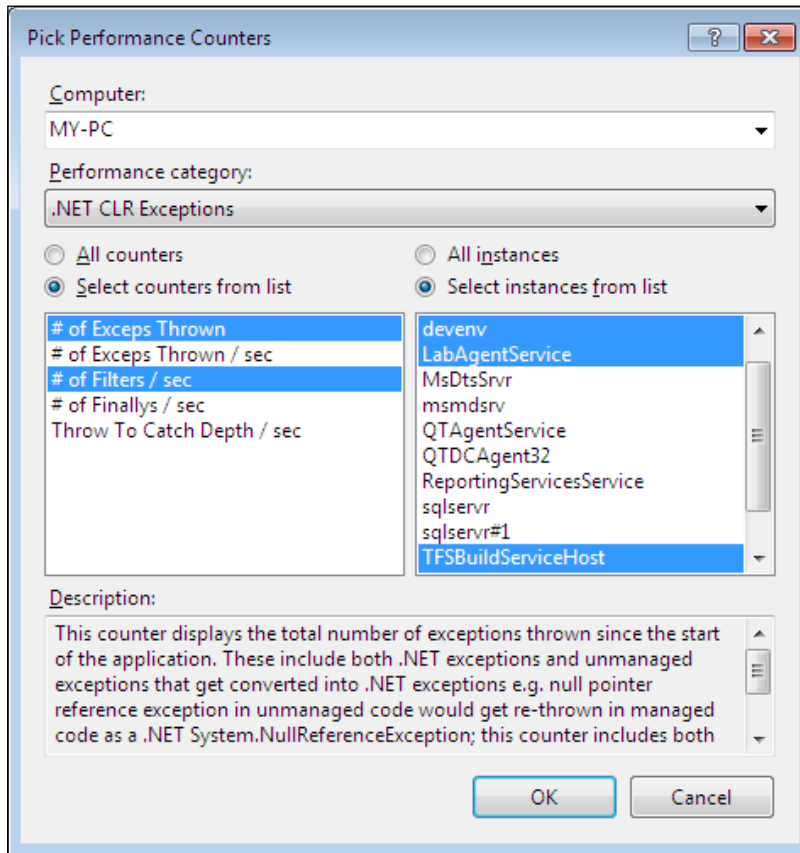 Pick Performance Counters
Computer:
MY-PC
Performance category:
.NET CLR Exceptions
All counters
Select counters from list
All instances
Select instances from list
# of Exceps Thrown
# of Exceps Thrown / sec
# of Filters / sec
# of Finallys / sec
Throw To Catch Depth / sec
devenv
LabAgentService
MsDtsSrvr
msmdsrv
QTAgentService
QTDCAgent32
ReportingServicesService
sqlservr
sqlservr#1
TFSBuildServiceHost
Description:
This counter displays the total number of exceptions thrown since the start
of the application. These include both .NET exceptions and unmanaged
exceptions that get converted into .NET exceptions e.g. null pointer
reference exception in unmanaged code would get re-thrown in managed
code as a .NET System.NullReferenceException; this counter includes both
OK
Cancel